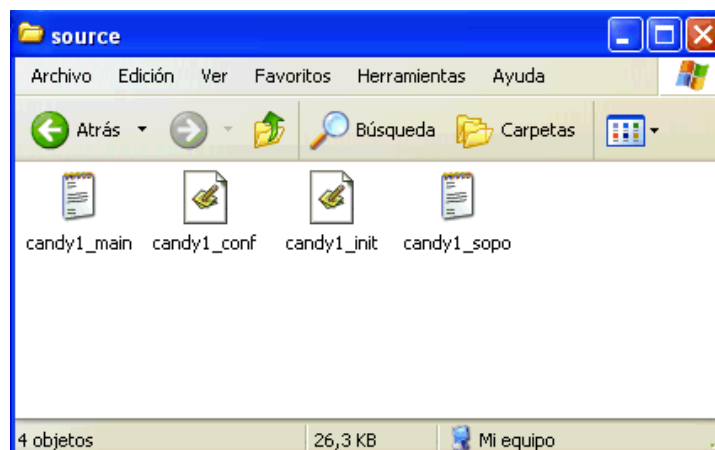 source
Archivo Edición Ver Favoritos Herramientas Ayuda
Atrás Búsqueda Carpetas
candy1_main candy1_conf candy1_init candy1_sopo
4 objetos 26,3 KB Mi equipo